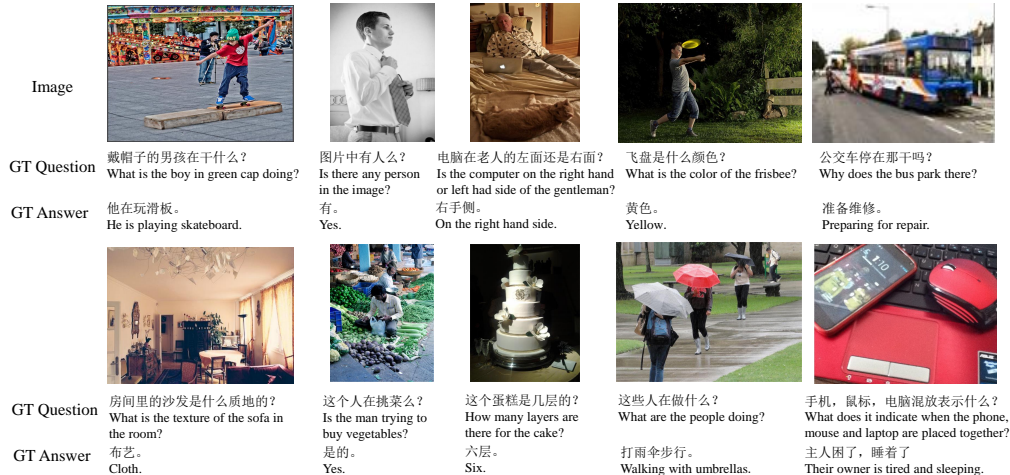 Image
GT Question
戴帽子的男孩在干什么？
What is the boy in green cap doing?
图片中有人么？
Is there any person
in the image?
电脑在老人的左面还是右面？
Is the computer on the right hand
or left had side of the gentleman?
飞盘是什么颜色？
What is the color of the frisbee?
公交车停在那干吗？
Why does the bus park there?
GT Answer
他在玩滑板。
He is playing skateboard.
有。
Yes.
右手侧。
On the right hand side.
黄色。
Yellow.
准备维修。
Preparing for repair.
GT Question
房间里的沙发是什么质地的？
What is the texture of the sofa in
the room?
这个人在挑菜么？
Is the man trying to
buy vegetables?
这个蛋糕是几层的？
How many layers are
there for the cake?
这些人在做什么？
What are the people doing?
手机，鼠标，电脑混放表示什么？
What does it indicate when the phone,
mouse and laptop are placed together?
GT Answer
布艺。
Cloth.
是的。
Yes.
六层。
Six.
打雨伞步行。
Walking with umbrellas.
主人困了，睡着了
Their owner is tired and sleeping.